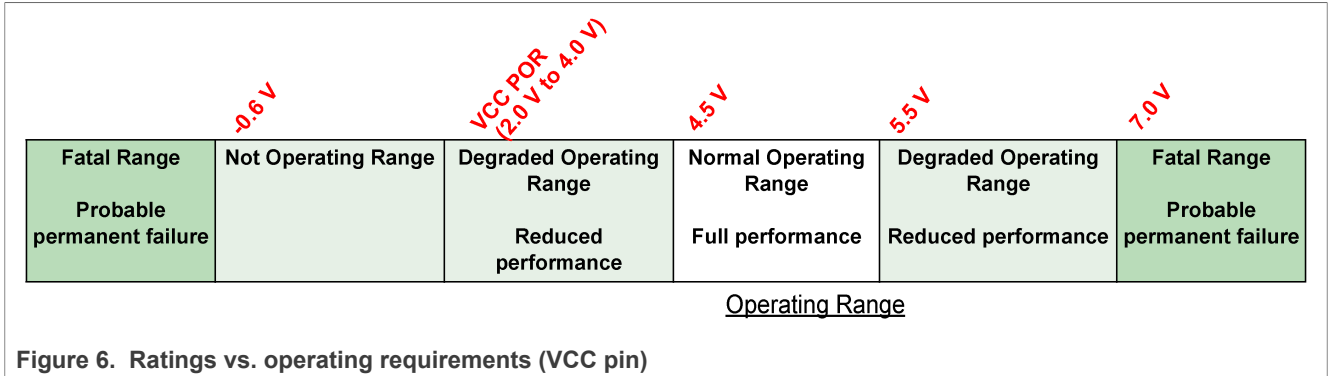 -0.6 V
VCC POR
(2.0 V to 4.0 V)
4.5 V
5.5 V
7.0 V
Fatal Range
Probable
permanent failure
Not Operating Range
Degraded Operating
Range
Reduced
performance
Normal Operating
Range
Full performance
Degraded Operating
Range
Reduced performance
Fatal Range
Probable
permanent failure
Operating Range
Figure 6. Ratings vs. operating requirements (VCC pin)